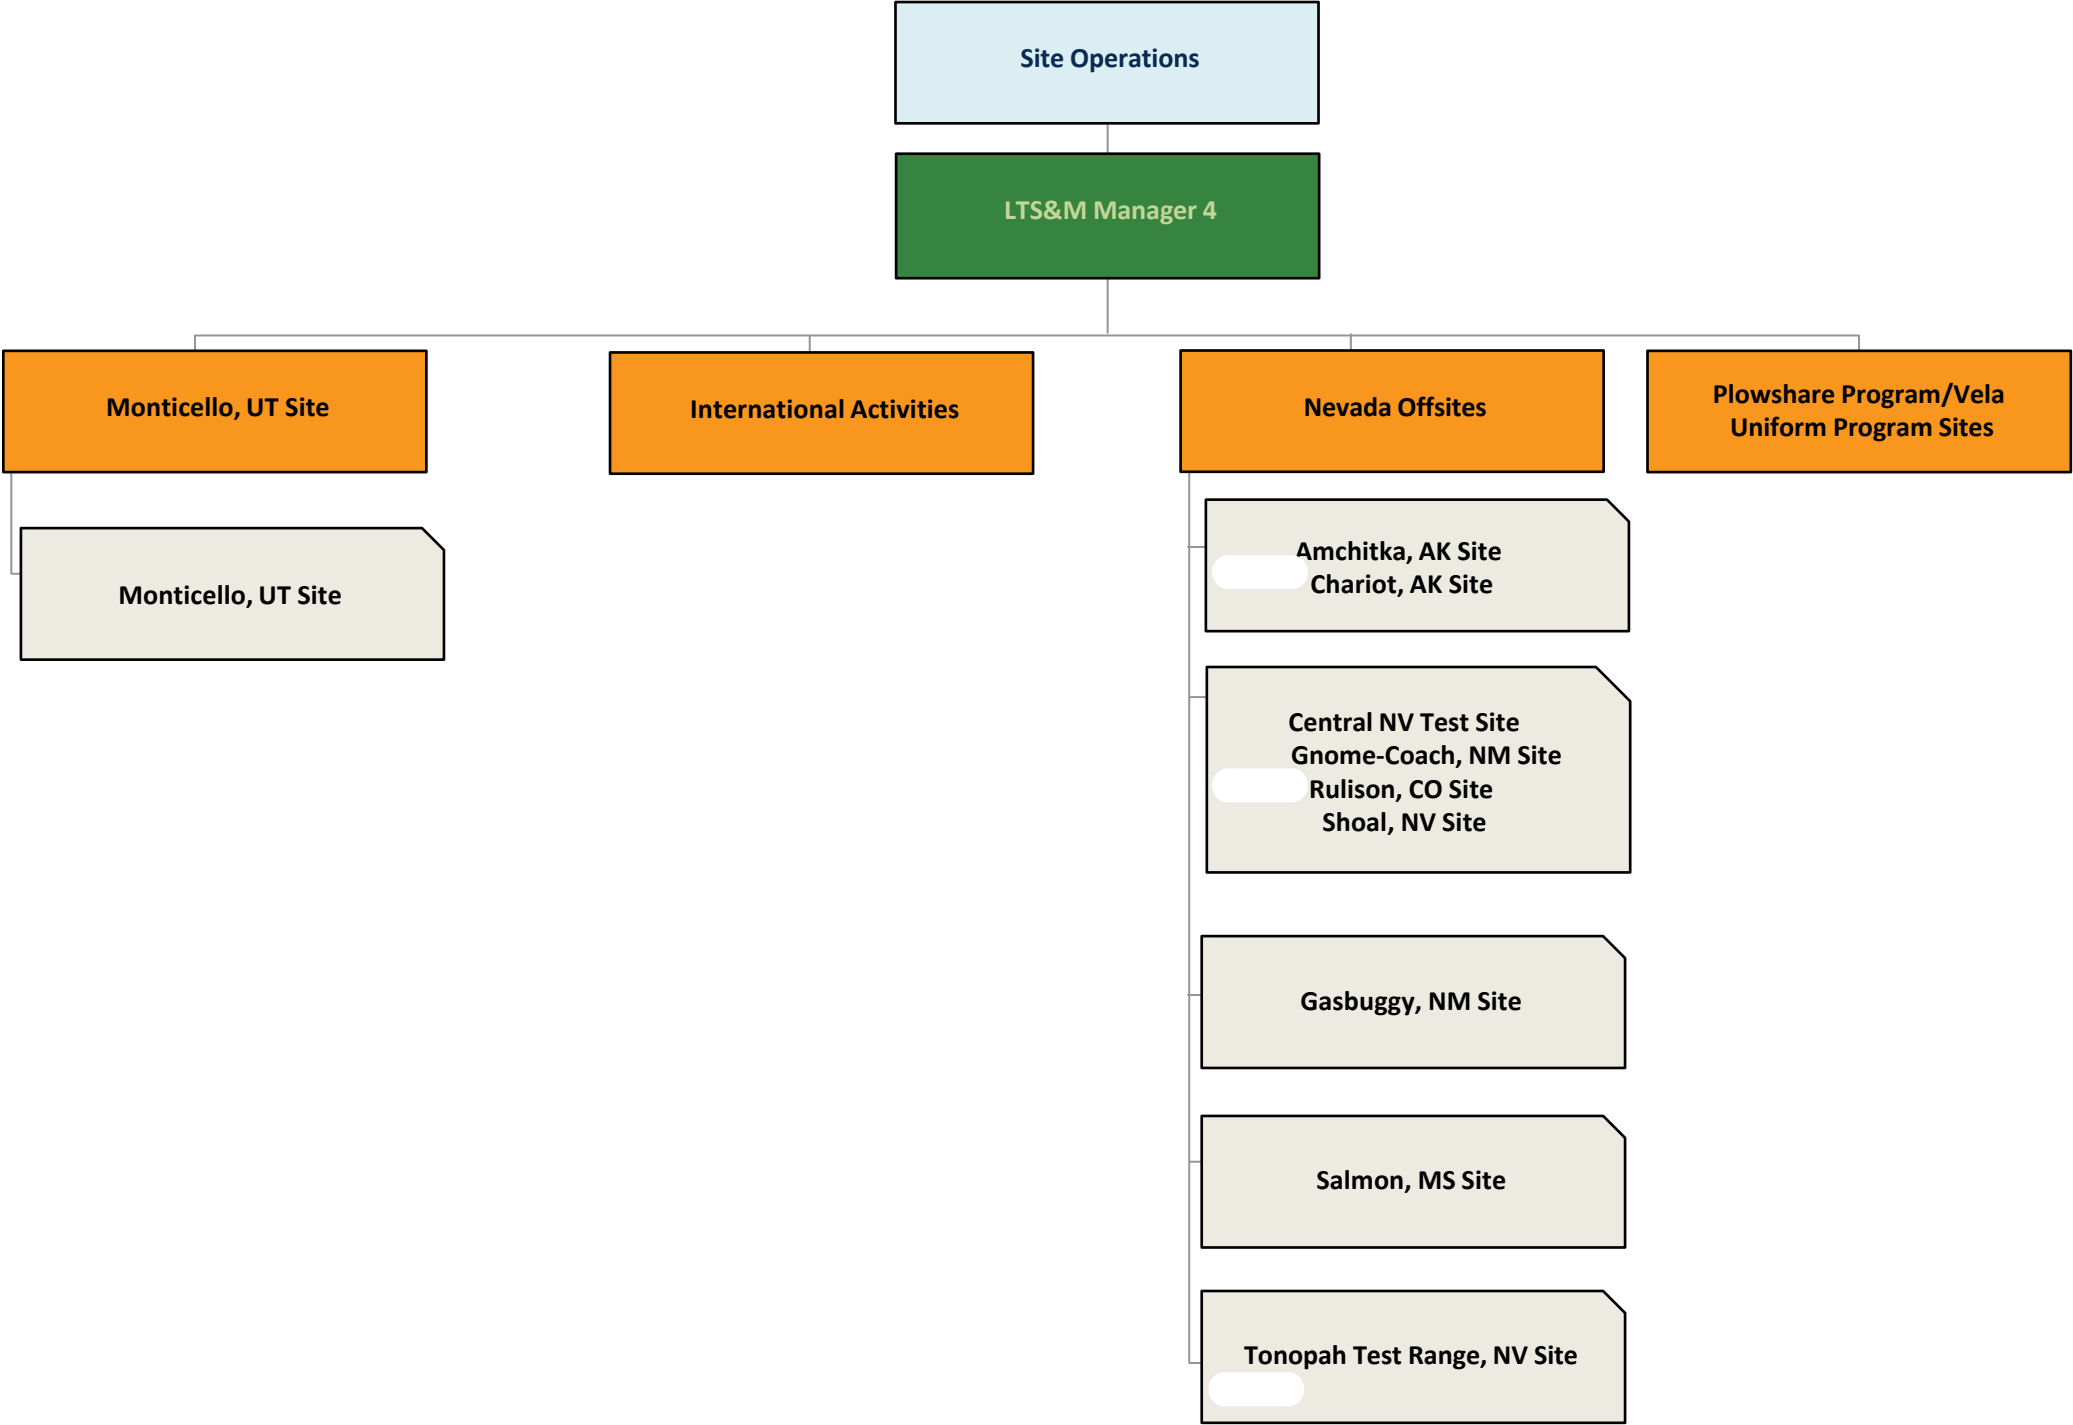 Site Operations
LTS&M Manager 4
Monticello, UT Site
International Activities
Nevada Offsites
Plowshare Program/Vela
Uniform Program Sites
Monticello, UT Site
Amchitka, AK Site
Chariot, AK Site
Central NV Test Site
Gnome-Coach, NM Site
Rulison, CO Site
Shoal, NV Site
Gasbuggy, NM Site
Salmon, MS Site
Tonopah Test Range, NV Site